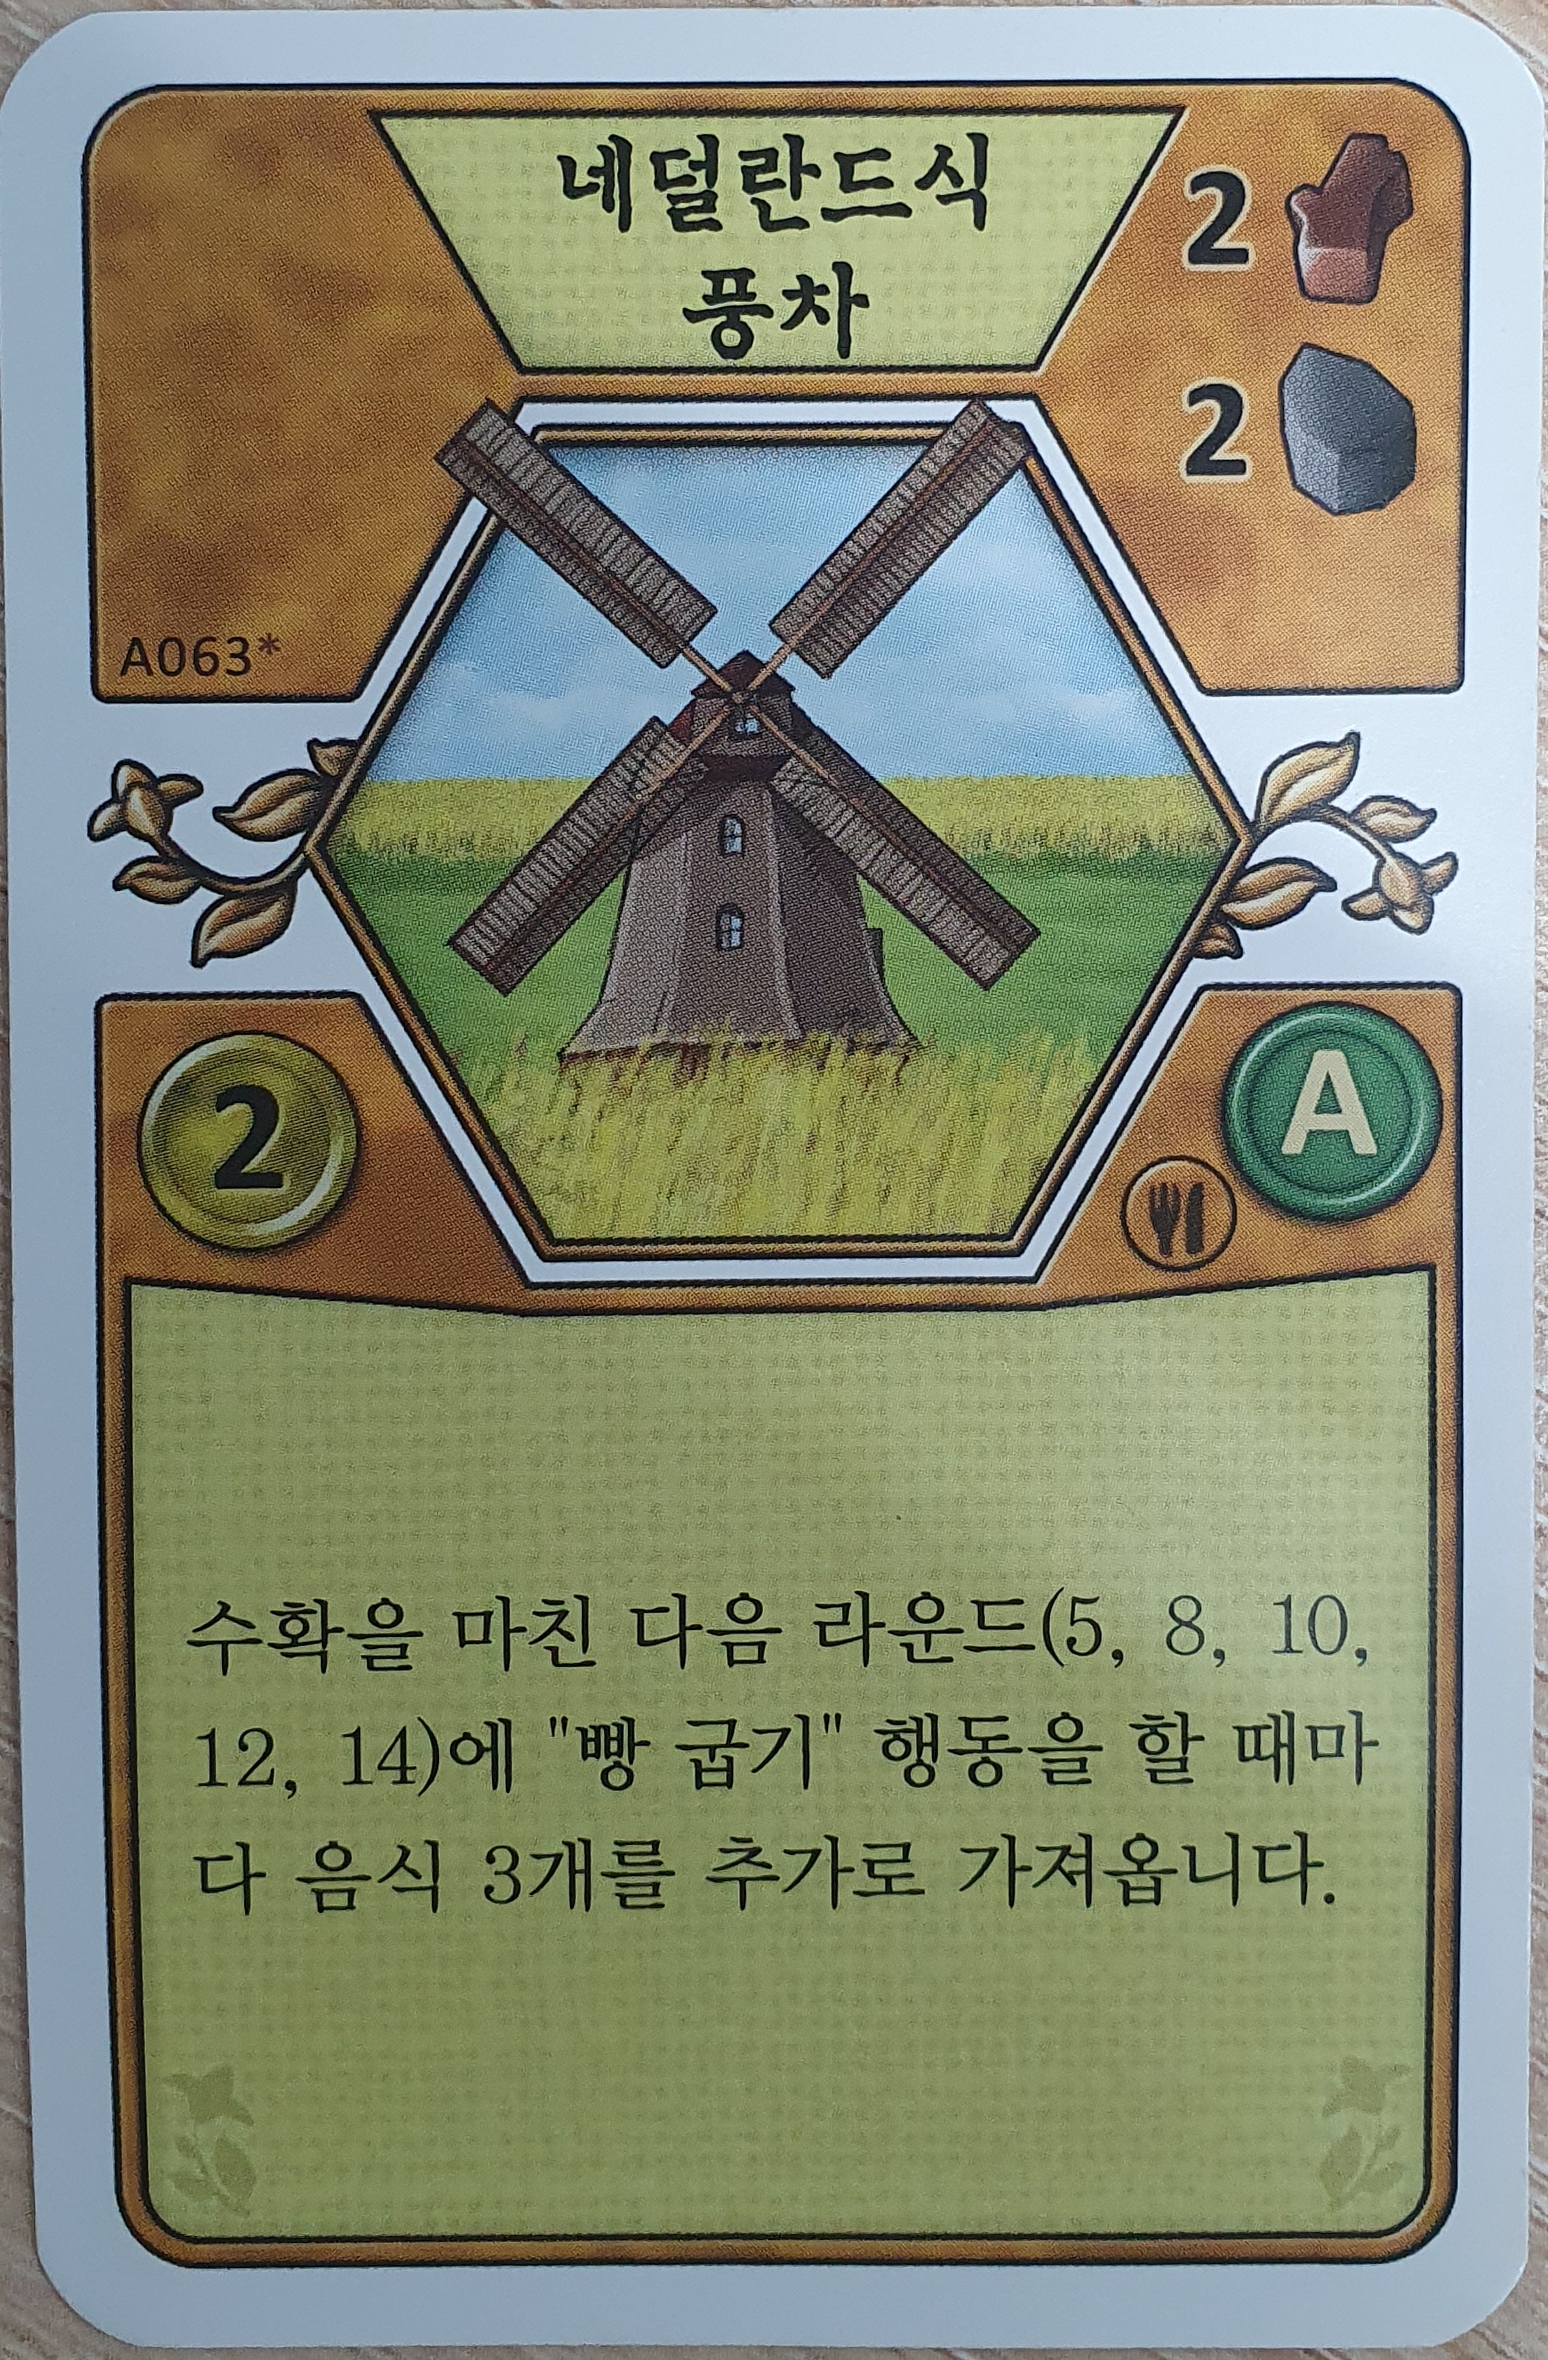 네덜란드식
풍차
2
2
A063*
2
A
수확을 마친 다음 라운드(5, 8, 10,
12, 14)에 "빵 굽기" 행동을 할 때마
다 음식 3개를 추가로 가져옵니다.